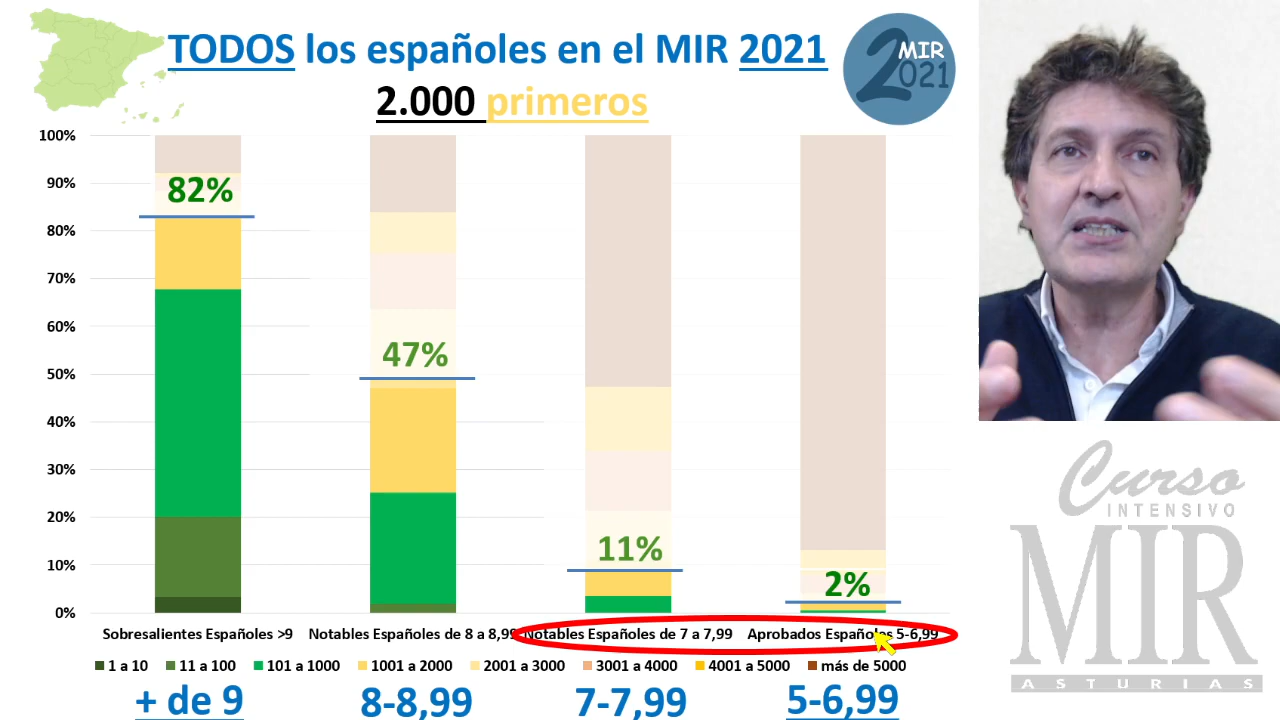 TODOS los españoles en el MIR 2021
2.000 primeros
2 MIR
2021
100%
90%
80%
70%
60%
50%
40%
30%
20%
10%
0%
82%
47%
11%
2%
Sobresalientes Españoles >9
Notables Españoles de 8 a 8,99
Notables Españoles de 7 a 7,99
Aprobados Españoles 5-6,99
1 a 10
11 a 100
101 a 1000
1001 a 2000
2001 a 3000
3001 a 4000
4001 a 5000
más de 5000
+ de 9
8-8,99
7-7,99
5-6,99
Curso
INTENSIVO
MIR
ASTURIAS